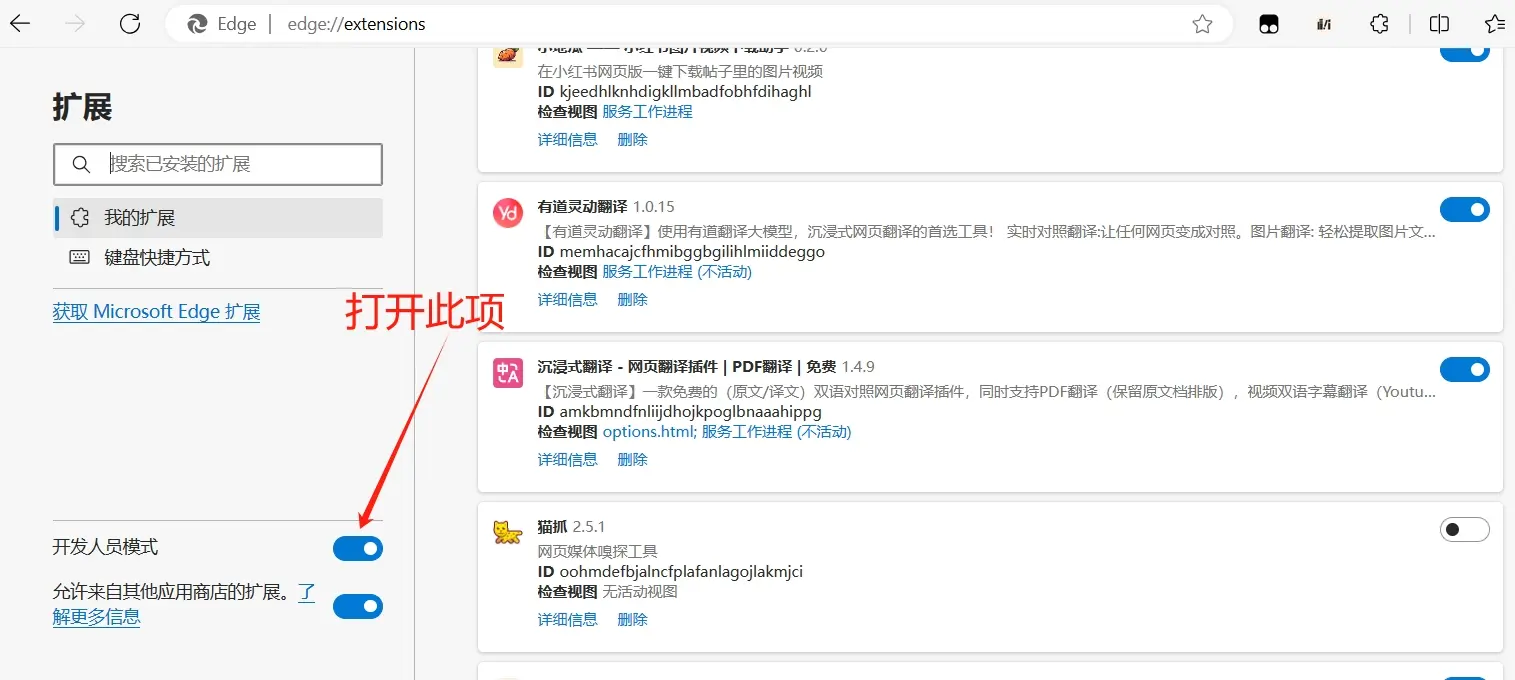 Edge
edge://extensions
扩展
搜索已安装的扩展
我的扩展
键盘快捷方式
获取 Microsoft Edge 扩展
打开此项
开发人员模式
允许来自其他应用商店的扩展。了
解更多信息
小地瓜 —— 小红书图片视频下载助手 0.2.0
在小红书网页版一键下载帖子里的图片视频
ID kjeedhlknhdigkllmbadfobhfdihaghl
检查视图 服务工作进程
详细信息 删除
有道灵动翻译 1.0.15
【有道灵动翻译】使用有道翻译大模型，沉浸式网页翻译的首选工具！ 实时对照翻译:让任何网页变成对照。图片翻译: 轻松提取图片文...
ID memhacajcfhmibggbgilihlmiiddeggo
检查视图 服务工作进程 (不活动)
详细信息 删除
沉浸式翻译 - 网页翻译插件 | PDF翻译 | 免费 1.4.9
【沉浸式翻译】一款免费的（原文/译文）双语对照网页翻译插件，同时支持PDF翻译（保留原文档排版），视频双语字幕翻译（Youtu...
ID amkbmndfnliijdhojkpoglbnaaahippg
检查视图 options.html; 服务工作进程 (不活动)
详细信息 删除
猫抓 2.5.1
网页媒体嗅探工具
ID oohmdefbjalncfplafanlagojlakmjci
检查视图 无活动视图
详细信息 删除